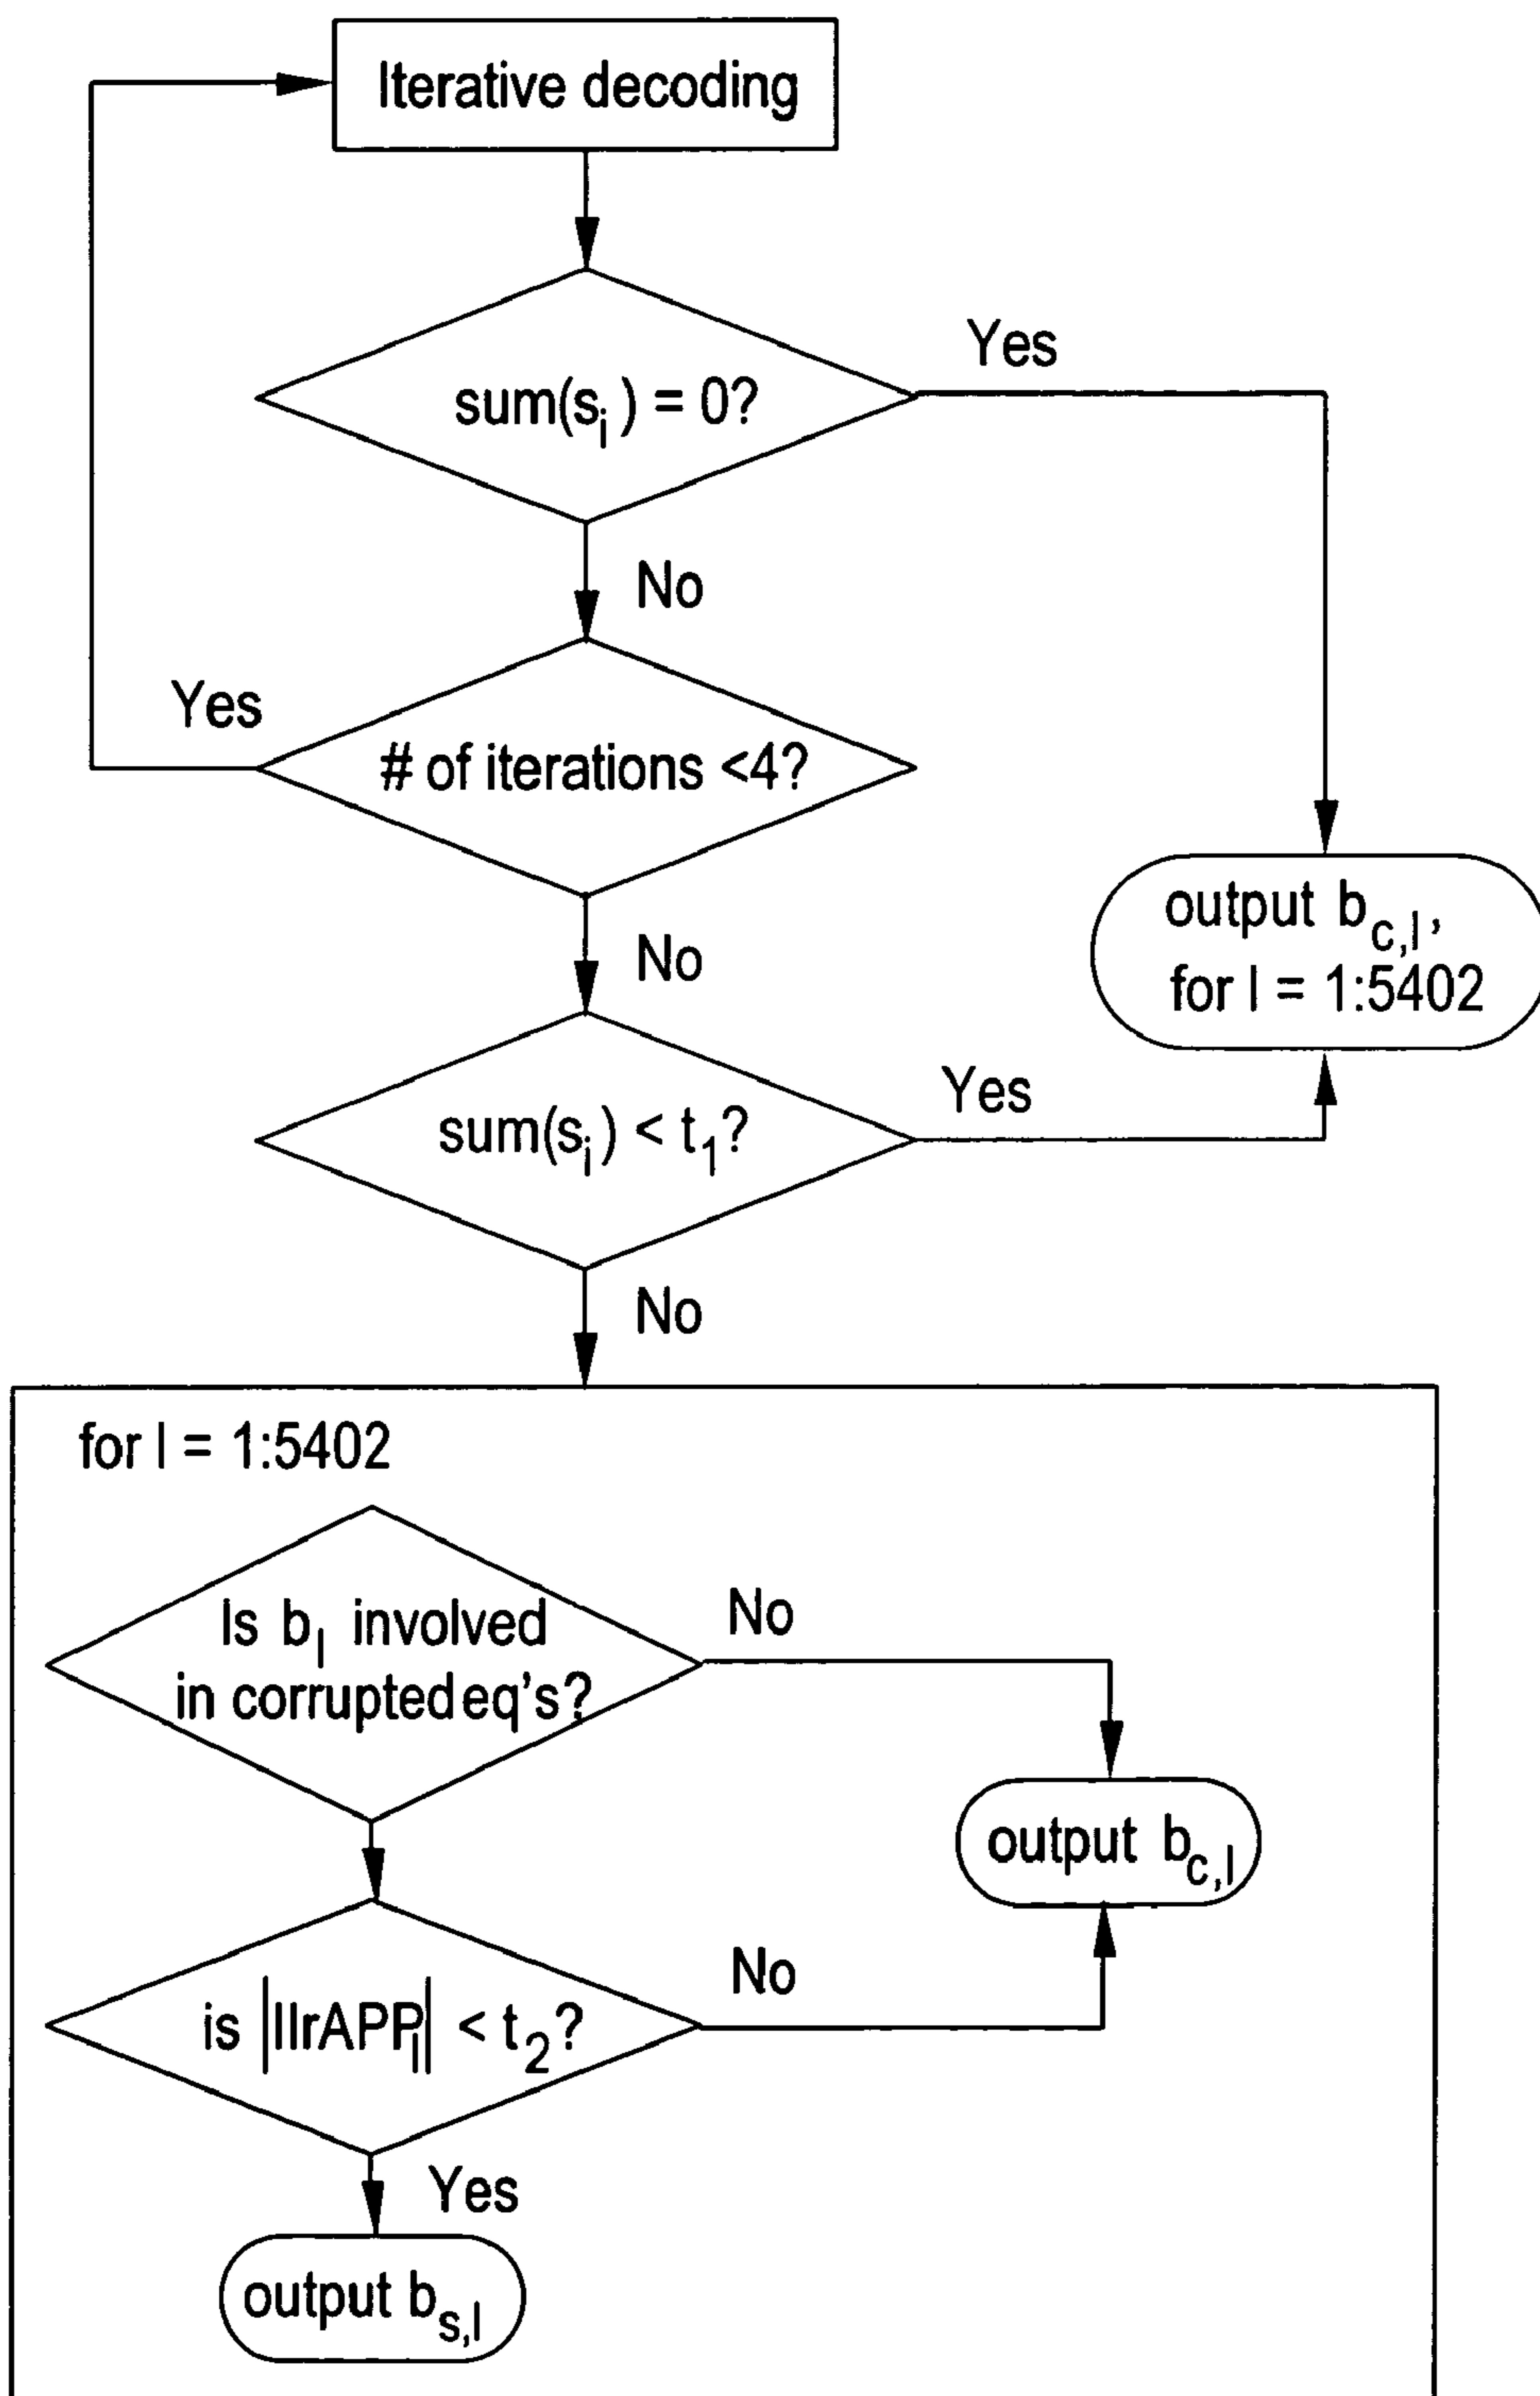 Iterative decoding
sum(s_i) = 0?
Yes
No
# of iterations <4?
Yes
No
output b_c,l,
for l = 1:5402
sum(s_i) < t_1?
Yes
No
for l = 1:5402
Is b_l involved
in corrupted eq's?
No
output b_c,l
is |llrAPP_l| < t_2?
No
Yes
output b_s,l